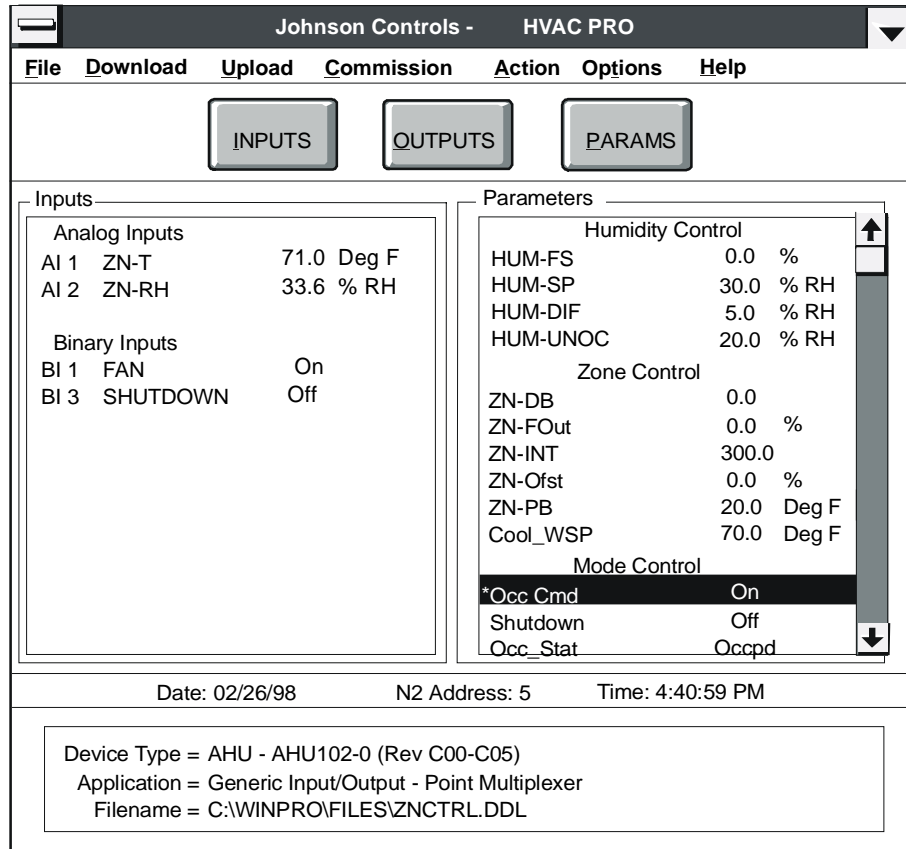 Johnson Controls - HVAC PRO
File Download Upload Commission Action Options Help
INPUTS OUTPUTS PARAMS
Inputs
Analog Inputs
AI 1 ZN-T 71.0 Deg F
AI 2 ZN-RH 33.6 % RH
Binary Inputs
BI 1 FAN On
BI 3 SHUTDOWN Off
Parameters
Humidity Control
HUM-FS 0.0 %
HUM-SP 30.0 % RH
HUM-DIF 5.0 % RH
HUM-UNOC 20.0 % RH
Zone Control
ZN-DB 0.0
ZN-FOut 0.0 %
ZN-INT 300.0
ZN-Ofst 0.0 %
ZN-PB 20.0 Deg F
Cool_WSP 70.0 Deg F
Mode Control
*Occ Cmd On
Shutdown Off
Occ_Stat Occpd
Date: 02/26/98 N2 Address: 5 Time: 4:40:59 PM
Device Type = AHU - AHU102-0 (Rev C00-C05)
Application = Generic Input/Output - Point Multiplexer
Filename = C:\WINPRO\FILES\ZNCTRL.DDL